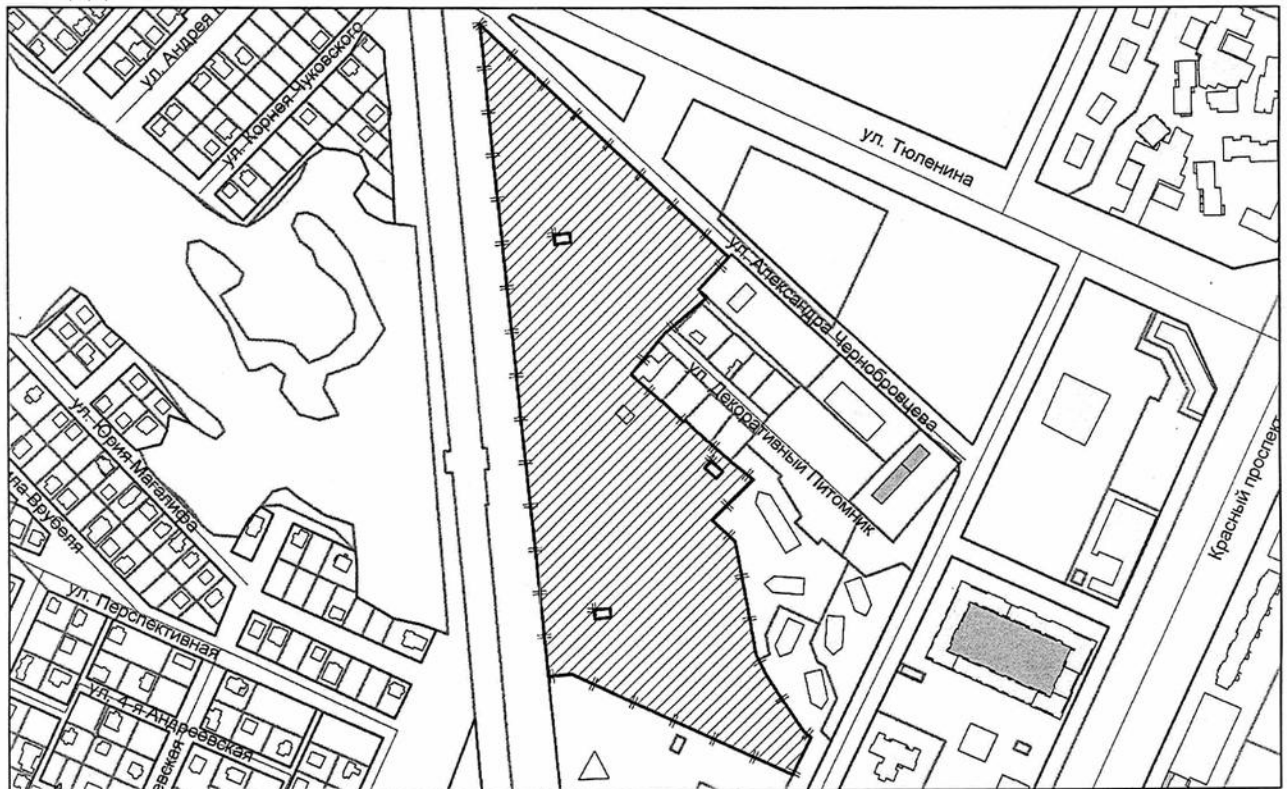 ул. Андрея
ул. Корнея Чуковского
ул. Тюленина
ул. Александра Чернобровцева
ул. Декоративный Питомник
Красный проспект
ул. Юрия Магалифа
ла Врубеля
ул. Перспективная
ул. 4-я Андреевская
евская